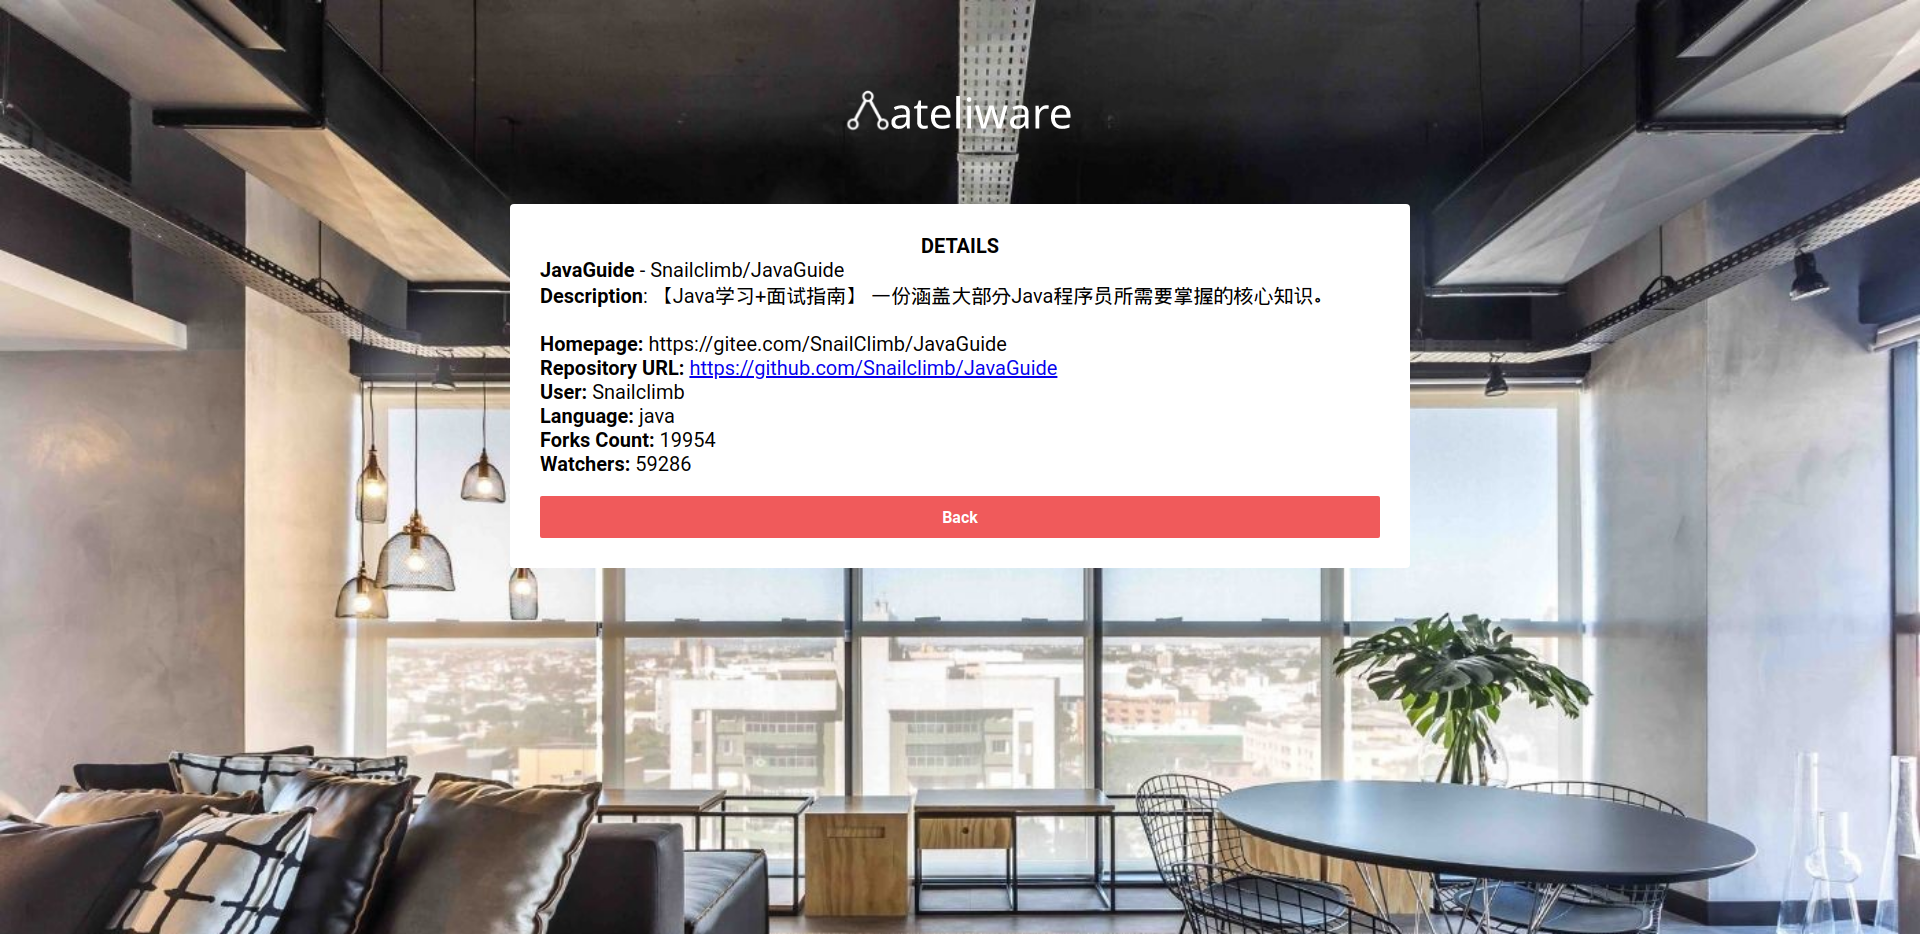 ateliware
DETAILS
JavaGuide - Snailclimb/JavaGuide
Description: 【Java学习+面试指南】 一份涵盖大部分Java程序员所需要掌握的核心知识。
Homepage: https://gitee.com/SnailClimb/JavaGuide
Repository URL: https://github.com/Snailclimb/JavaGuide
User: Snailclimb
Language: java
Forks Count: 19954
Watchers: 59286
Back